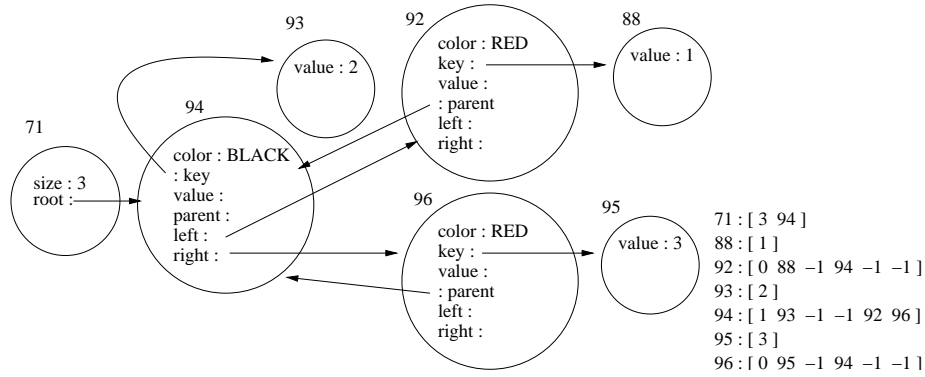 71
size : 3
root :
93
value : 2
94
color : BLACK
: key
value :
parent :
left :
right :
92
color : RED
key :
value :
: parent
left :
right :
88
value : 1
96
color : RED
key :
value :
: parent
left :
right :
95
value : 3
71 : [ 3 94 ]
88 : [ 1 ]
92 : [ 0 88 −1 94 −1 −1 ]
93 : [ 2 ]
94 : [ 1 93 −1 −1 92 96 ]
95 : [ 3 ]
96 : [ 0 95 −1 94 −1 −1 ]